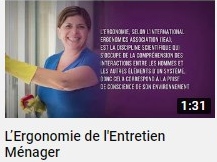 L'ERGONOMIE, SELON L'INTERNATIONAL
ERGONOMICS ASSOCIATION (IEA),
EST LA DISCIPLINE SCIENTIFIQUE QUI
S'OCCUPE DE LA COMPRÉHENSION DES
INTERACTIONS ENTRE LES HOMMES ET
LES AUTRES ÉLÉMENTS D'UN SYSTÈME,
DONC CELA CORRESPOND À LA PRISE
DE CONSCIENCE DE SON ENVIRONNEMENT
1:31
L'Ergonomie de l'Entretien
Ménager